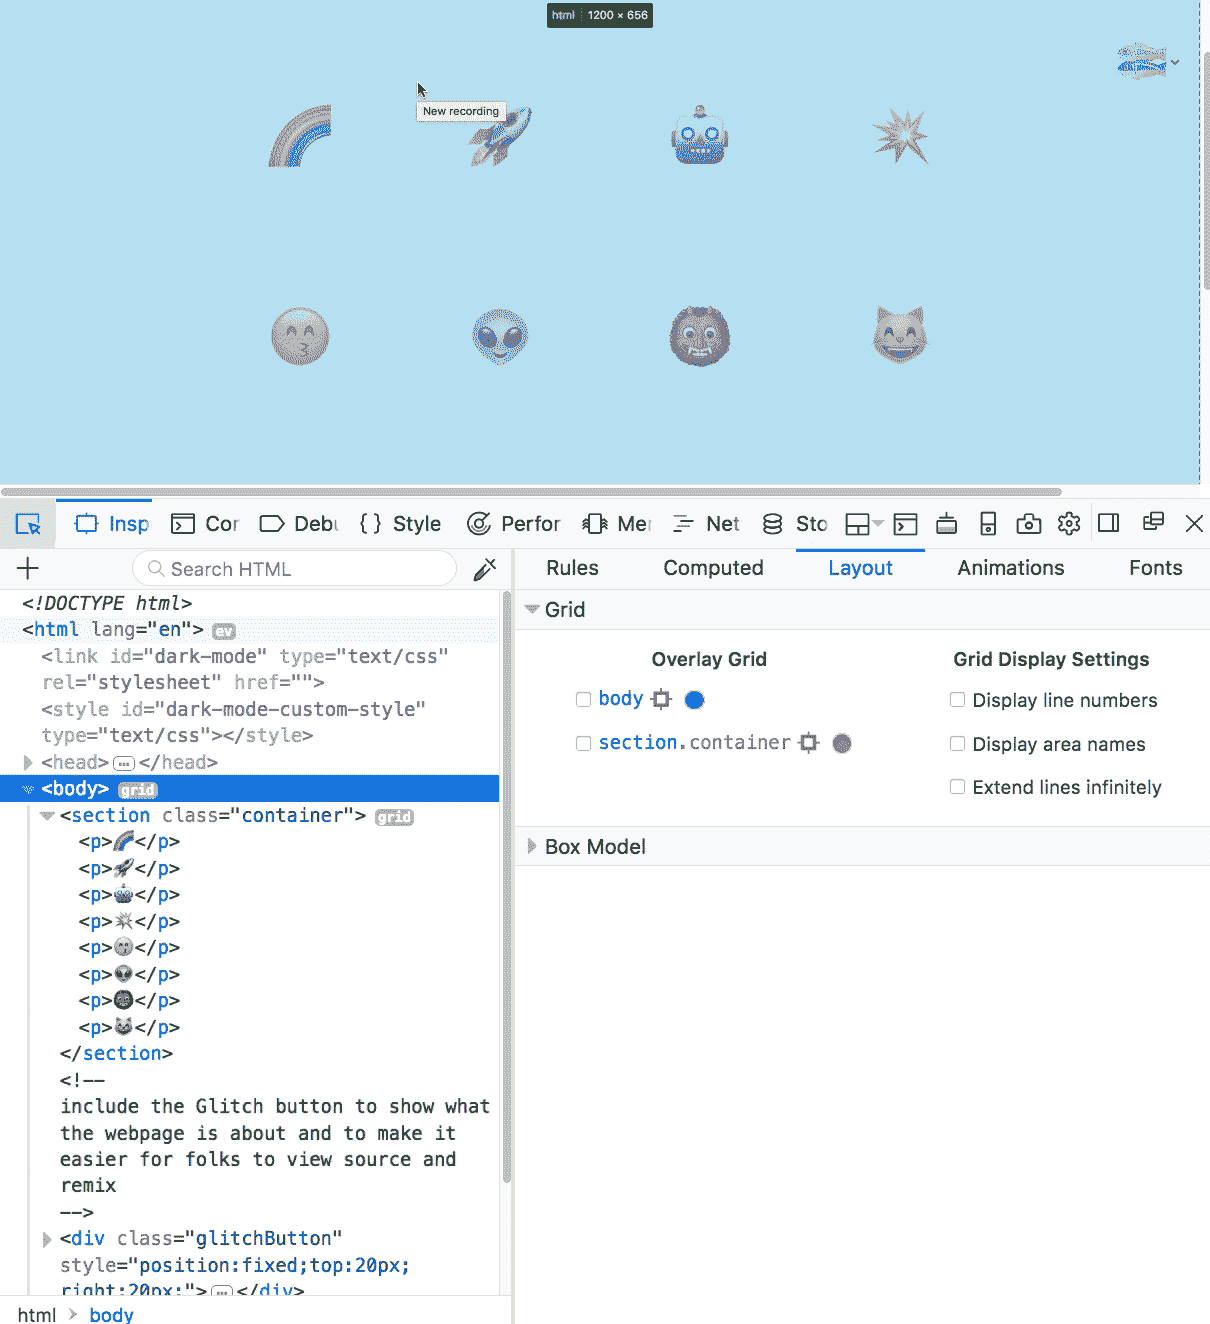 html 1200 × 656
New recording
Insp Cor Debu { } Style Perfor Mer Net Sto
Search HTML
Rules Computed Layout Animations Fonts
<!DOCTYPE html>
<html lang="en"> ev
<link id="dark-mode" type="text/css"
rel="stylesheet" href="">
<style id="dark-mode-custom-style"
type="text/css"></style>
<head>…</head>
<body> grid
<section class="container"> grid
<p>🌈</p>
<p>🚀</p>
<p>🤖</p>
<p>💥</p>
<p>😙</p>
<p>👽</p>
<p>👹</p>
<p>😸</p>
</section>
<!--
include the Glitch button to show what
the webpage is about and to make it
easier for folks to view source and
remix
-->
<div class="glitchButton"
style="position:fixed;top:20px;
right:20px;">…</div>
html > body
Grid
Overlay Grid
body
section.container
Grid Display Settings
Display line numbers
Display area names
Extend lines infinitely
Box Model